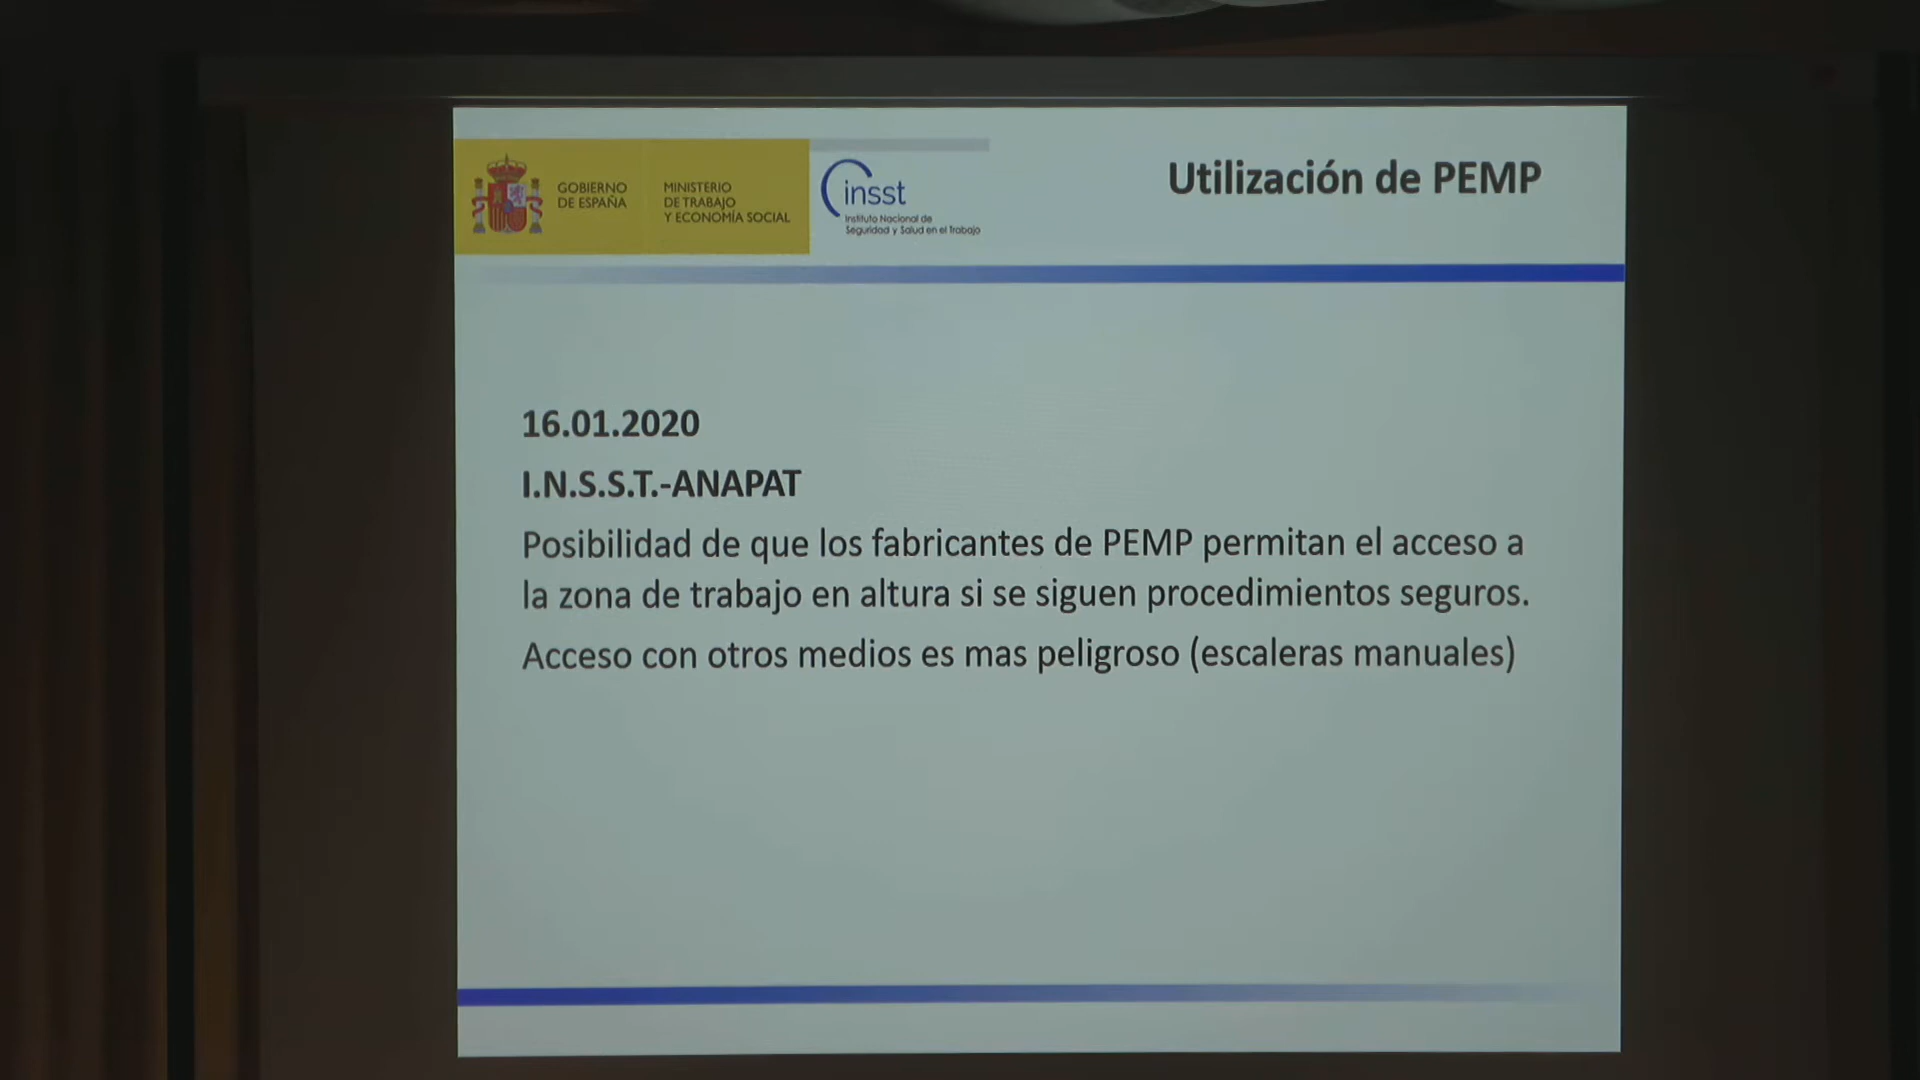 GOBIERNO
DE ESPAÑA
MINISTERIO
DE TRABAJO
Y ECONOMÍA SOCIAL
insst
Instituto Nacional de
Seguridad y Salud en el Trabajo
Utilización de PEMP
16.01.2020
I.N.S.S.T.-ANAPAT
Posibilidad de que los fabricantes de PEMP permitan el acceso a
la zona de trabajo en altura si se siguen procedimientos seguros.
Acceso con otros medios es mas peligroso (escaleras manuales)